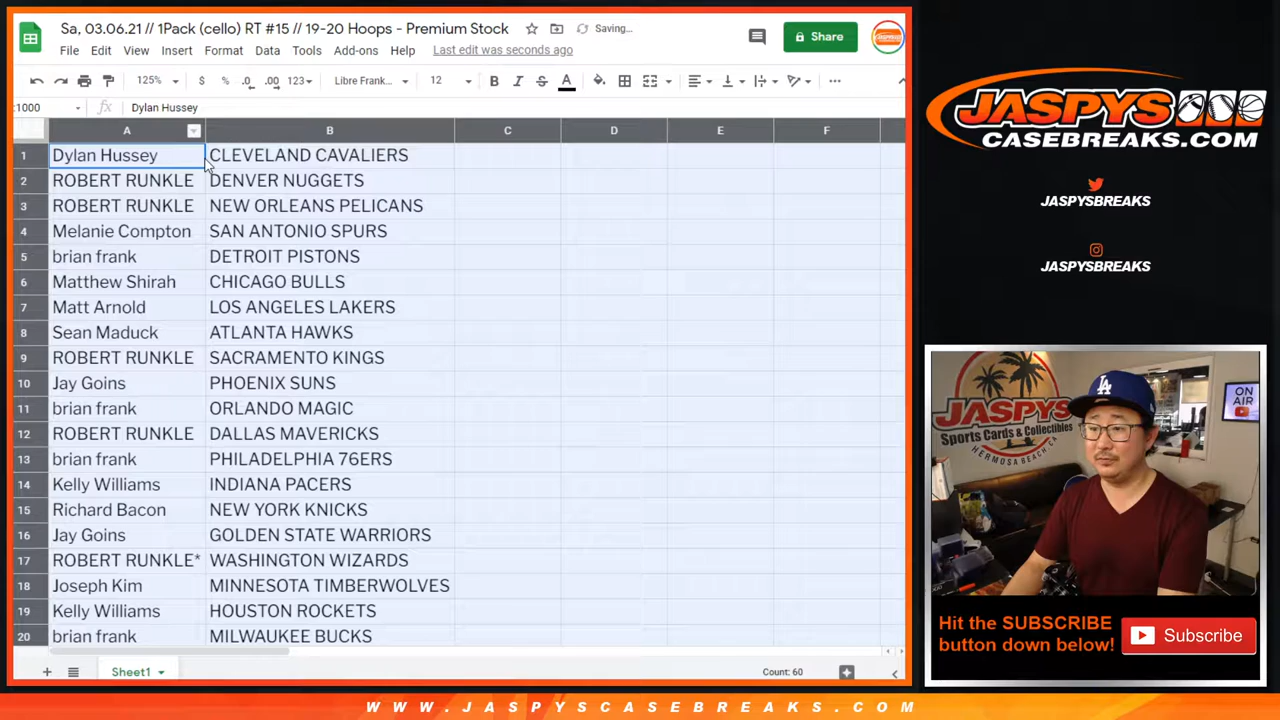 Sa, 03.06.21 // 1Pack (cello) RT #15 // 19-20 Hoops - Premium Stock
Saving...
Share
File Edit View Insert Format Data Tools Add-ons Help Last edit was seconds ago
125% $ % .0 .00 123 Libre Frank... 12 B I S A
:1000 fx Dylan Hussey
A B C D E F
1 Dylan Hussey CLEVELAND CAVALIERS
2 ROBERT RUNKLE DENVER NUGGETS
3 ROBERT RUNKLE NEW ORLEANS PELICANS
4 Melanie Compton SAN ANTONIO SPURS
5 brian frank DETROIT PISTONS
6 Matthew Shirah CHICAGO BULLS
7 Matt Arnold LOS ANGELES LAKERS
8 Sean Maduck ATLANTA HAWKS
9 ROBERT RUNKLE SACRAMENTO KINGS
10 Jay Goins PHOENIX SUNS
11 brian frank ORLANDO MAGIC
12 ROBERT RUNKLE DALLAS MAVERICKS
13 brian frank PHILADELPHIA 76ERS
14 Kelly Williams INDIANA PACERS
15 Richard Bacon NEW YORK KNICKS
16 Jay Goins GOLDEN STATE WARRIORS
17 ROBERT RUNKLE* WASHINGTON WIZARDS
18 Joseph Kim MINNESOTA TIMBERWOLVES
19 Kelly Williams HOUSTON ROCKETS
20 brian frank MILWAUKEE BUCKS
Sheet1
Count: 60
JASPYS
CASEBREAKS.COM
JASPYSBREAKS
JASPYSBREAKS
JASPYS
Sports Cards & Collectibles
HERMOSA BEACH, CA
LA
ON
AIR
Hit the SUBSCRIBE
button down below!
Subscribe
WWW.JASPYSCASEBREAKS.COM